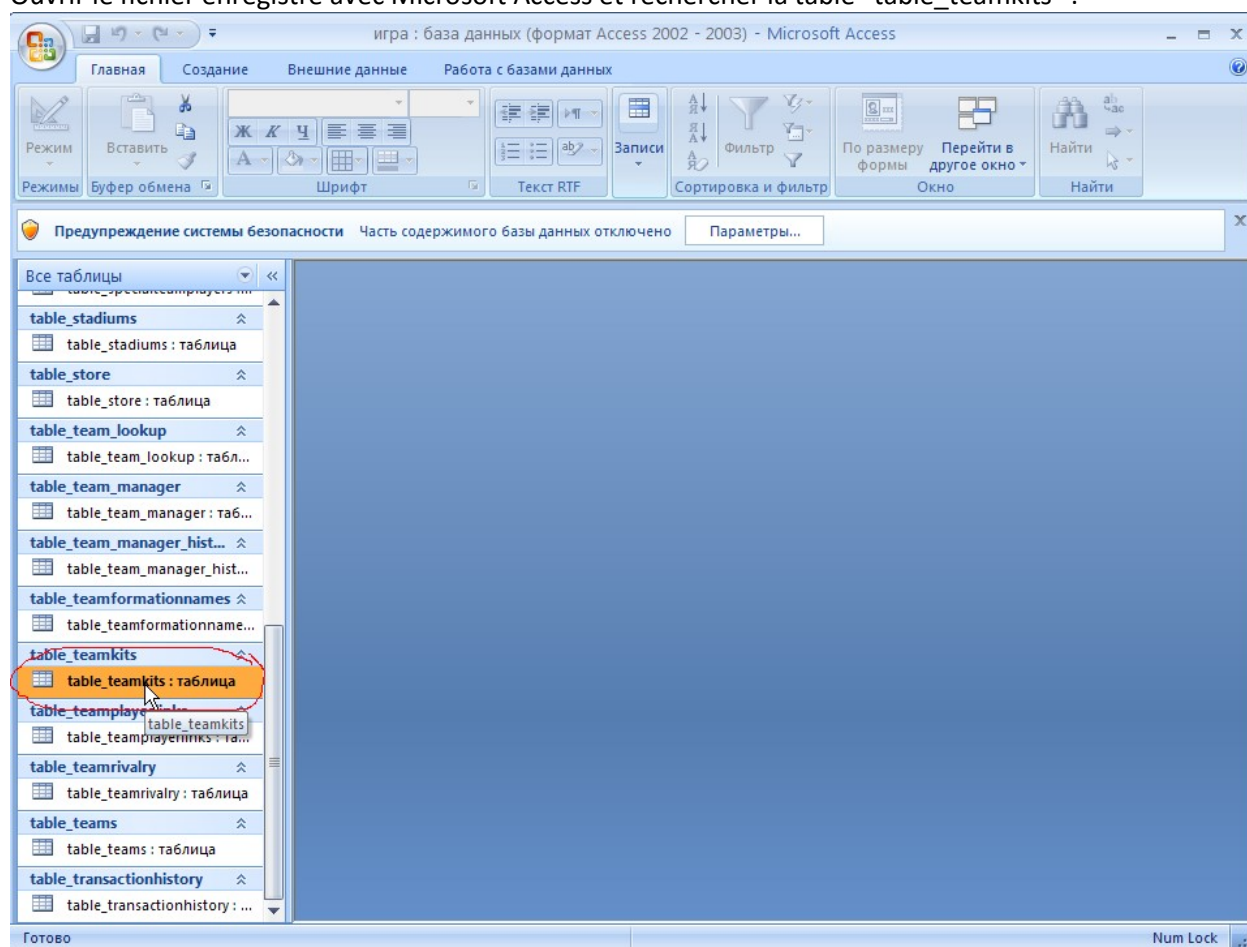 Ouvrir le fichier enregistré avec Microsoft Access et rechercher la table "table_teamkits" :
игра : база данных (формат Access 2002 - 2003) - Microsoft Access
Главная Создание Внешние данные Работа с базами данных
Режим
Вставить
Ж К Ч
Записи
Фильтр
По размеру формы
Перейти в другое окно
Найти
Режимы Буфер обмена Шрифт Текст RTF Сортировка и фильтр Окно Найти
Предупреждение системы безопасности Часть содержимого базы данных отключено Параметры...
Все таблицы
table_stadiums
table_stadiums : таблица
table_store
table_store : таблица
table_team_lookup
table_team_lookup : табл...
table_team_manager
table_team_manager : таб...
table_team_manager_hist...
table_team_manager_hist...
table_teamformationnames
table_teamformationname...
table_teamkits
table_teamkits : таблица
table_teamkits
table_teamplayerlinks : та...
table_teamrivalry
table_teamrivalry : таблица
table_teams
table_teams : таблица
table_transactionhistory
table_transactionhistory : ...
Готово Num Lock